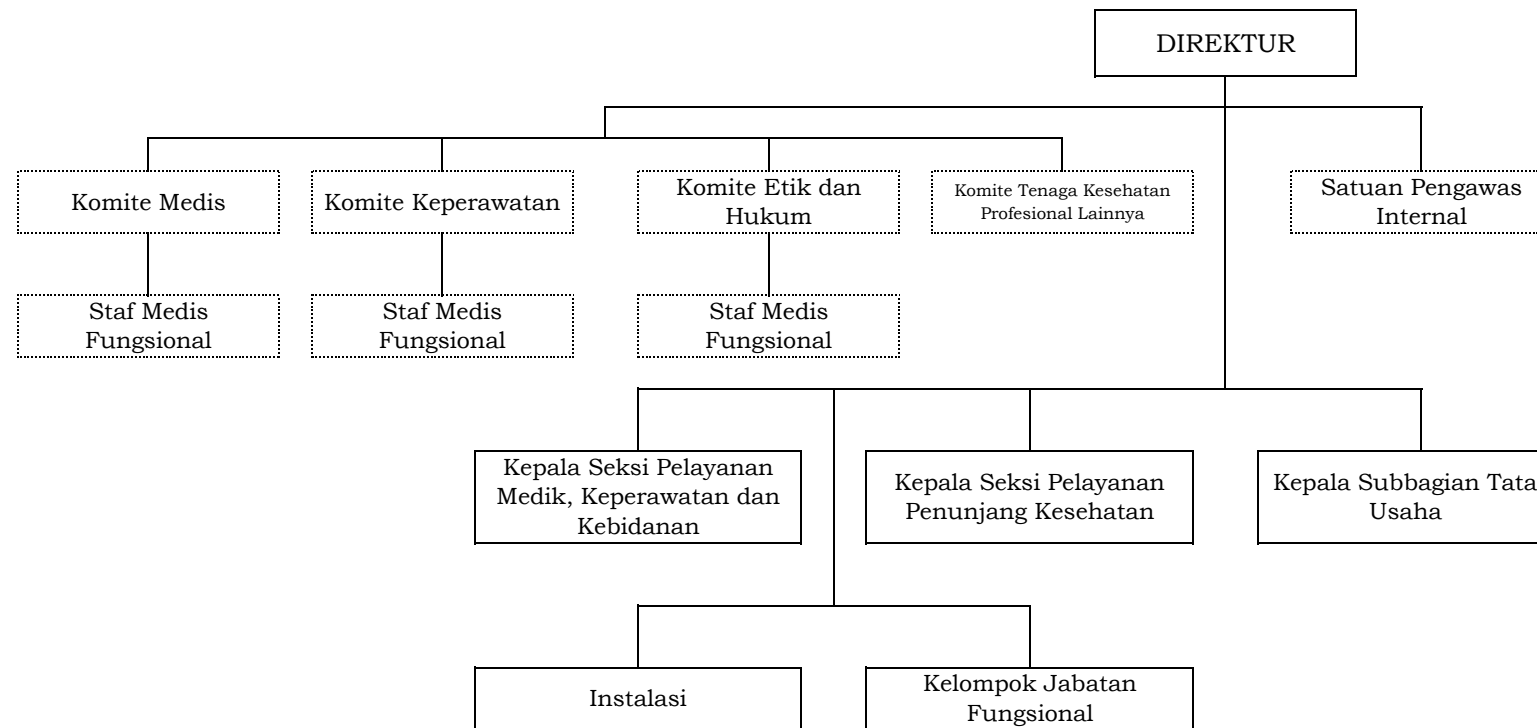 DIREKTUR
Komite Medis
Komite Keperawatan
Komite Etik dan
Hukum
Komite Tenaga Kesehatan
Profesional Lainnya
Satuan Pengawas
Internal
Staf Medis
Fungsional
Staf Medis
Fungsional
Staf Medis
Fungsional
Kepala Seksi Pelayanan
Medik, Keperawatan dan
Kebidanan
Kepala Seksi Pelayanan
Penunjang Kesehatan
Kepala Subbagian Tata
Usaha
Instalasi
Kelompok Jabatan
Fungsional